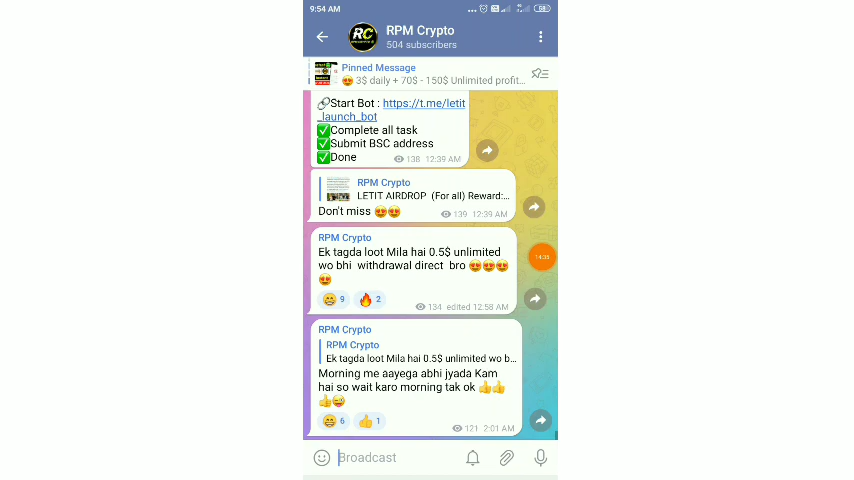 9:54 AM
58
RC
RPM Crypto
504 subscribers
Pinned Message
😍 3$ daily + 70$ - 150$ Unlimited profit...
🔗Start Bot : https://t.me/letit
_launch_bot
✅Complete all task
✅Submit BSC address
✅Done
138 12:39 AM
RPM Crypto
LETIT AIRDROP (For all) Reward:...
Don't miss 😍😍
139 12:39 AM
RPM Crypto
Ek tagda loot Mila hai 0.5$ unlimited
wo bhi withdrawal direct bro 😍😍😍
😍
😁 9 🔥 2
134 edited 12:58 AM
RPM Crypto
RPM Crypto
Ek tagda loot Mila hai 0.5$ unlimited wo b...
Morning me aayega abhi jyada Kam
hai so wait karo morning tak ok 👍👍
👍😜
😁 6 👍 1
121 2:01 AM
Broadcast